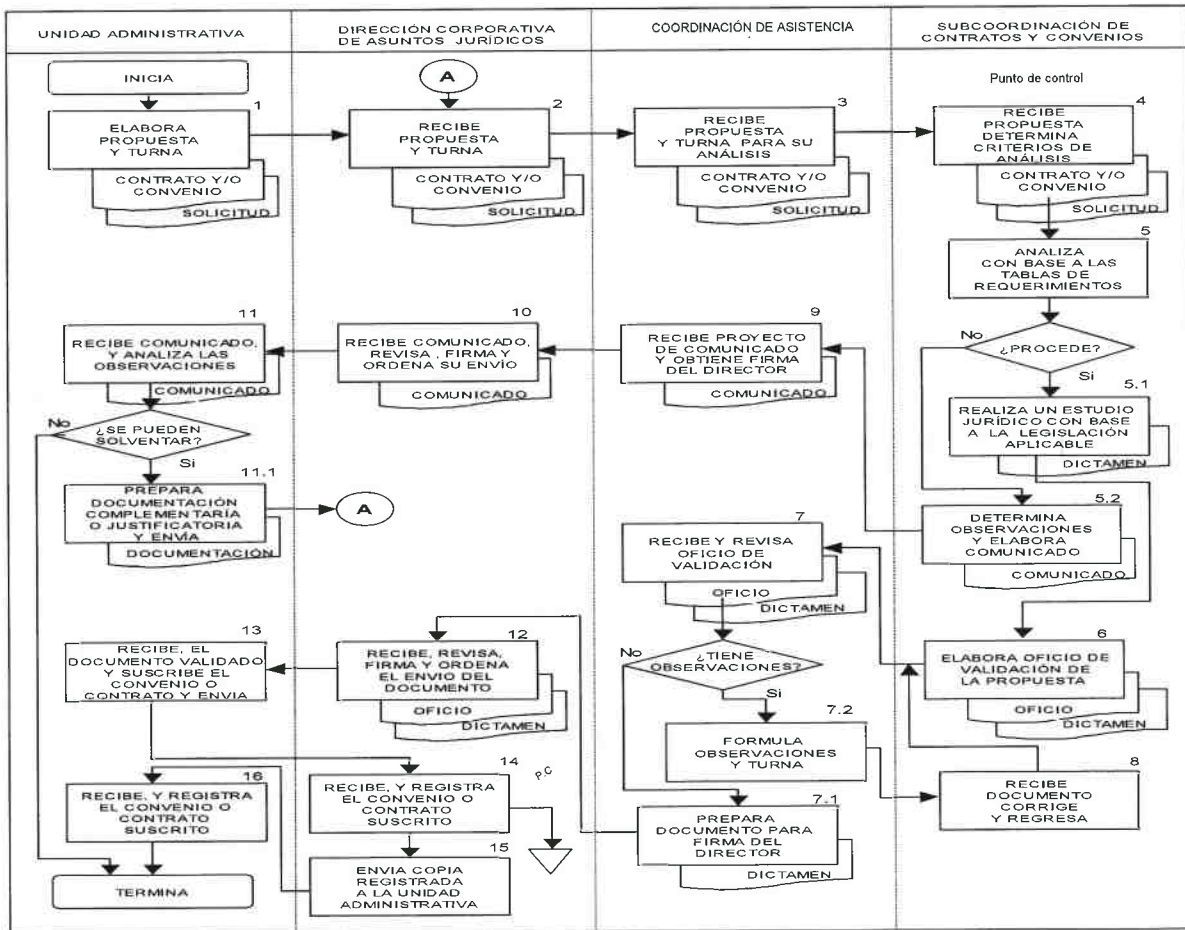 UNIDAD ADMINISTRATIVA
DIRECCIÓN CORPORATIVA
DE ASUNTOS JURÍDICOS
COORDINACIÓN DE ASISTENCIA
SUBCOORDINACIÓN DE
CONTRATOS Y CONVENIOS
INICIA
A
Punto de control
1
ELABORA
PROPUESTA
Y TURNA
CONTRATO Y/O
CONVENIO
SOLICITUD
2
RECIBE
PROPUESTA
Y TURNA
CONTRATO Y/O
CONVENIO
SOLICITUD
3
RECIBE
PROPUESTA
Y TURNA PARA SU
ANÁLISIS
CONTRATO Y/O
CONVENIO
SOLICITUD
4
RECIBE
PROPUESTA
DETERMINA
CRITERIOS DE
ANÁLISIS
CONTRATO Y/O
CONVENIO
SOLICITUD
5
ANALIZA
CON BASE A LAS
TABLAS DE
REQUERIMIENTOS
No
¿PROCEDE?
Si
5.1
REALIZA UN ESTUDIO
JURÍDICO CON BASE
A LA LEGISLACIÓN
APLICABLE
DICTAMEN
5.2
DETERMINA
OBSERVACIONES
Y ELABORA
COMUNICADO
COMUNICADO
9
RECIBE PROYECTO
DE COMUNICADO
Y OBTIENE FIRMA
DEL DIRECTOR
COMUNICADO
10
RECIBE COMUNICADO,
REVISA , FIRMA Y
ORDENA SU ENVÍO
COMUNICADO
11
RECIBE COMUNICADO,
Y ANALIZA LAS
OBSERVACIONES
COMUNICADO
No
¿SE PUEDEN
SOLVENTAR?
Si
11.1
PREPARA
DOCUMENTACIÓN
COMPLEMENTARÍA
O JUSTIFICATORIA
Y ENVÍA
DOCUMENTACIÓN
A
6
ELABORA OFICIO DE
VALIDACIÓN DE
LA PROPUESTA
OFICIO
DICTAMEN
7
RECIBE Y REVISA
OFICIO DE
VALIDACIÓN
OFICIO
DICTAMEN
No
¿TIENE
OBSERVACIONES?
Si
7.2
FORMULA
OBSERVACIONES
Y TURNA
8
RECIBE
DOCUMENTO
CORRIGE
Y REGRESA
7.1
PREPARA
DOCUMENTO PARA
FIRMA DEL
DIRECTOR
DICTAMEN
12
RECIBE, REVISA,
FIRMA Y ORDENA
EL ENVIO DEL
DOCUMENTO
OFICIO
DICTAMEN
13
RECIBE, EL
DOCUMENTO VALIDADO
Y SUSCRIBE EL
CONVENIO O
CONTRATO Y ENVIA
14
RECIBE, Y REGISTRA
EL CONVENIO O
CONTRATO
SUSCRITO
P.C
15
ENVIA COPIA
REGISTRADA
A LA UNIDAD
ADMINISTRATIVA
16
RECIBE, Y REGISTRA
EL CONVENIO O
CONTRATO
SUSCRITO
TERMINA